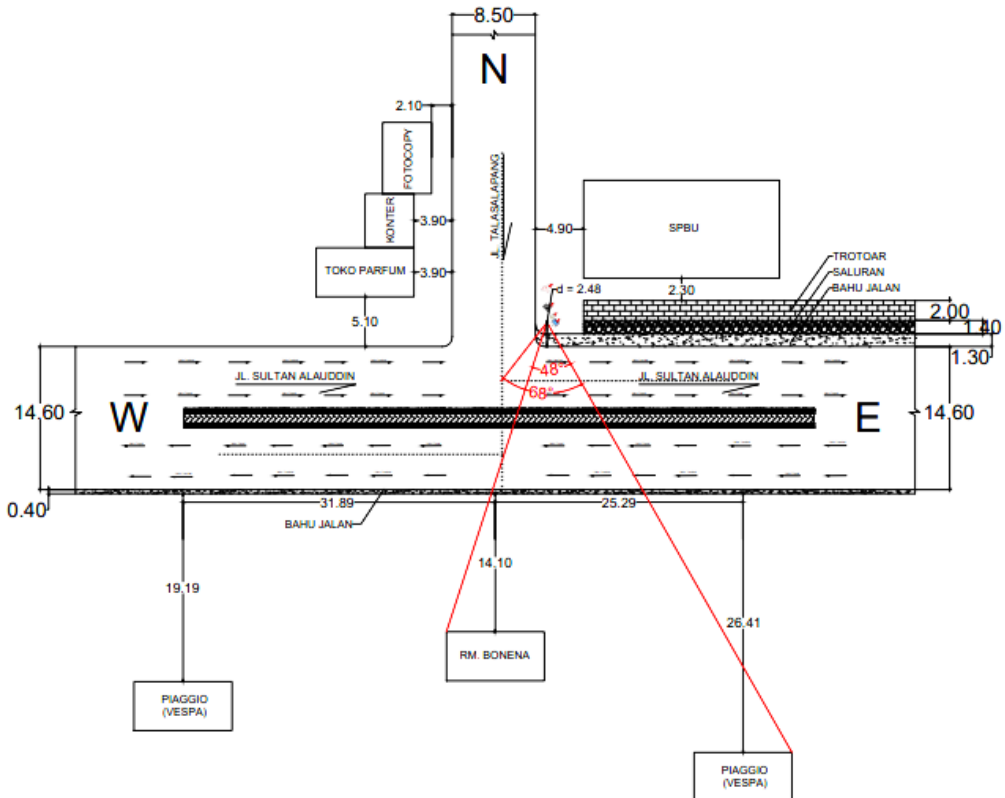 8.50
N
2.10
FOTOCOPY
KONTER
3.90
TOKO PARFUM
3.90
5.10
JL. TALASALAPANG
4.90
SPBU
2.30
TROTOAR
SALURAN
BAHU JALAN
d = 2.48
2.00
1.40
1.30
48°
68°
JL. SULTAN ALAUDDIN
JL. SULTAN ALAUDDIN
14.60
W
E
14.60
0.40
31.89
BAHU JALAN
25.29
19.19
14.10
26.41
RM. BONENA
PIAGGIO
(VESPA)
PIAGGIO
(VESPA)